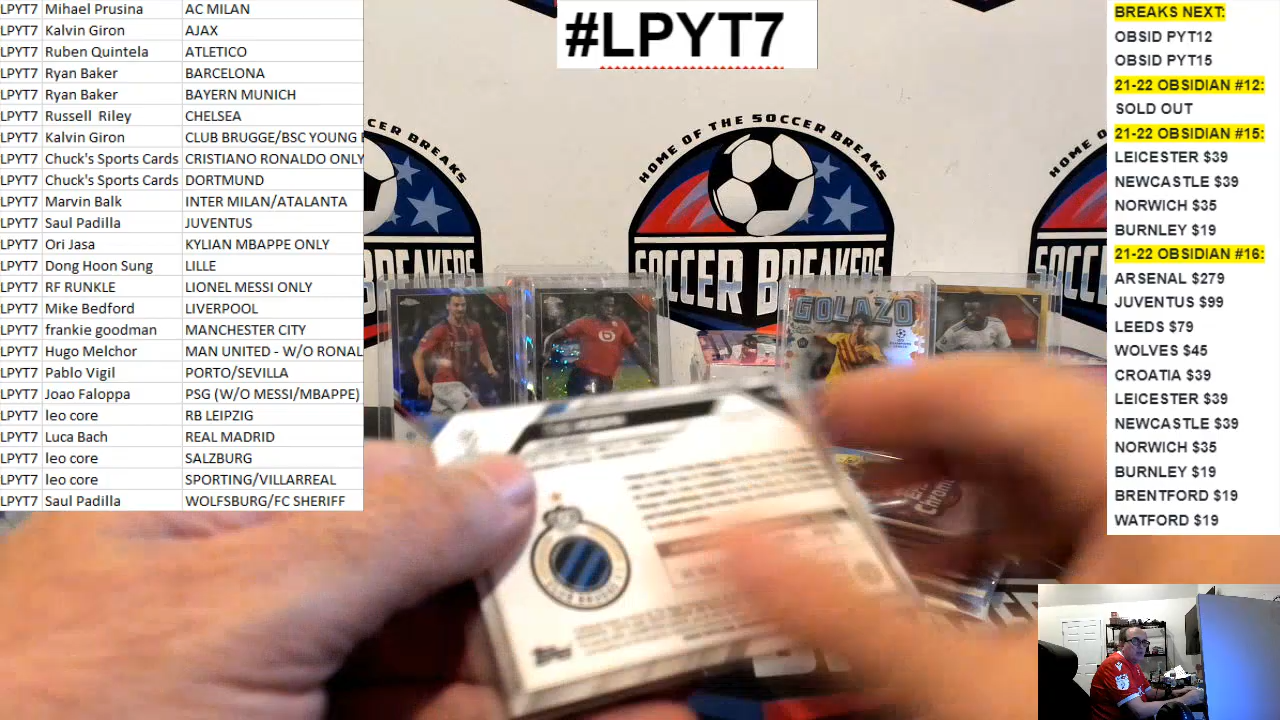 LPYT7 Mihael Prusina AC MILAN
LPYT7 Kalvin Giron AJAX
LPYT7 Ruben Quintela ATLETICO
LPYT7 Ryan Baker BARCELONA
LPYT7 Ryan Baker BAYERN MUNICH
LPYT7 Russell Riley CHELSEA
LPYT7 Kalvin Giron CLUB BRUGGE/BSC YOUNG
LPYT7 Chuck's Sports Cards CRISTIANO RONALDO ONLY
LPYT7 Chuck's Sports Cards DORTMUND
LPYT7 Marvin Balk INTER MILAN/ATALANTA
LPYT7 Saul Padilla JUVENTUS
LPYT7 Ori Jasa KYLIAN MBAPPE ONLY
LPYT7 Dong Hoon Sung LILLE
LPYT7 RF RUNKLE LIONEL MESSI ONLY
LPYT7 Mike Bedford LIVERPOOL
LPYT7 frankie goodman MANCHESTER CITY
LPYT7 Hugo Melchor MAN UNITED - W/O RONAL
LPYT7 Pablo Vigil PORTO/SEVILLA
LPYT7 Joao Faloppa PSG (W/O MESSI/MBAPPE)
LPYT7 leo core RB LEIPZIG
LPYT7 Luca Bach REAL MADRID
LPYT7 leo core SALZBURG
LPYT7 leo core SPORTING/VILLARREAL
LPYT7 Saul Padilla WOLFSBURG/FC SHERIFF
#LPYT7
CER BREAKS
HOME OF THE SOCCER BREAKS
HOME O
KERS
SOCCER BREAKERS
SOC
GOLAZO
Topps
BREAKS NEXT:
OBSID PYT12
OBSID PYT15
21-22 OBSIDIAN #12:
SOLD OUT
21-22 OBSIDIAN #15:
LEICESTER $39
NEWCASTLE $39
NORWICH $35
BURNLEY $19
21-22 OBSIDIAN #16:
ARSENAL $279
JUVENTUS $99
LEEDS $79
WOLVES $45
CROATIA $39
LEICESTER $39
NEWCASTLE $39
NORWICH $35
BURNLEY $19
BRENTFORD $19
WATFORD $19